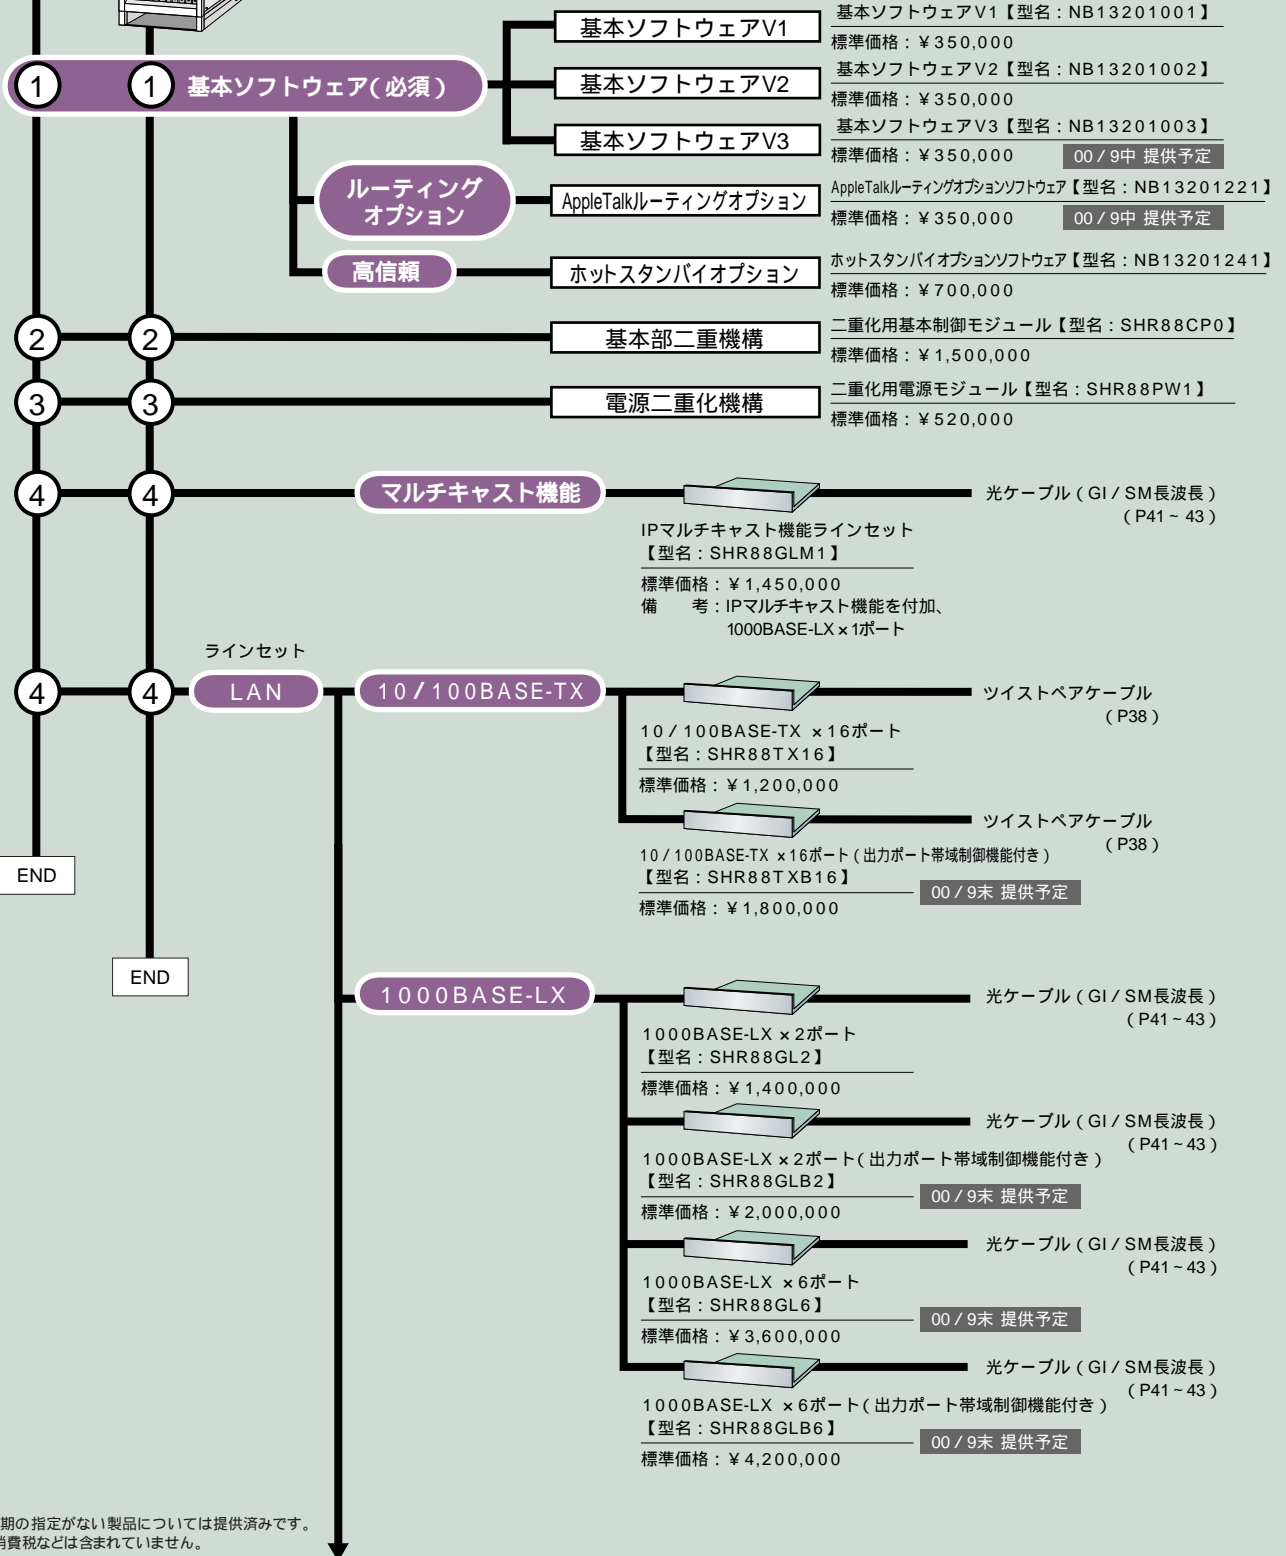 基本ソフトウェアV1
基本ソフトウェアV1【型名：NB13201001】
標準価格：￥350,000
1
1
基本ソフトウェア(必須)
基本ソフトウェアV2
基本ソフトウェアV2【型名：NB13201002】
標準価格：￥350,000
基本ソフトウェアV3
基本ソフトウェアV3【型名：NB13201003】
標準価格：￥350,000
00/9中 提供予定
ルーティング
オプション
AppleTalkルーティングオプション
AppleTalkルーティングオプションソフトウェア【型名：NB13201221】
標準価格：￥350,000
00/9中 提供予定
高信頼
ホットスタンバイオプション
ホットスタンバイオプションソフトウェア【型名：NB13201241】
標準価格：￥700,000
2
2
基本部二重機構
二重化用基本制御モジュール【型名：SHR88CP0】
標準価格：￥1,500,000
3
3
電源二重化機構
二重化用電源モジュール【型名：SHR88PW1】
標準価格：￥520,000
4
4
マルチキャスト機能
光ケーブル(GI/SM長波長)
(P41~43)
IPマルチキャスト機能ラインセット
【型名：SHR88GLM1】
標準価格：￥1,450,000
備　考：IPマルチキャスト機能を付加、
1000BASE-LX×1ポート
ラインセット
4
4
LAN
10/100BASE-TX
ツイストペアケーブル
(P38)
10/100BASE-TX ×16ポート
【型名：SHR88TX16】
標準価格：￥1,200,000
ツイストペアケーブル
(P38)
10/100BASE-TX ×16ポート(出力ポート帯域制御機能付き)
【型名：SHR88TXB16】
00/9末 提供予定
標準価格：￥1,800,000
END
END
1000BASE-LX
光ケーブル(GI/SM長波長)
(P41~43)
1000BASE-LX ×2ポート
【型名：SHR88GL2】
標準価格：￥1,400,000
光ケーブル(GI/SM長波長)
(P41~43)
1000BASE-LX ×2ポート(出力ポート帯域制御機能付き)
【型名：SHR88GLB2】
00/9末 提供予定
標準価格：￥2,000,000
光ケーブル(GI/SM長波長)
(P41~43)
1000BASE-LX ×6ポート
【型名：SHR88GL6】
00/9末 提供予定
標準価格：￥3,600,000
光ケーブル(GI/SM長波長)
(P41~43)
1000BASE-LX ×6ポート(出力ポート帯域制御機能付き)
【型名：SHR88GLB6】
00/9末 提供予定
標準価格：￥4,200,000
期の指定がない製品については提供済みです。
消費税などは含まれていません。